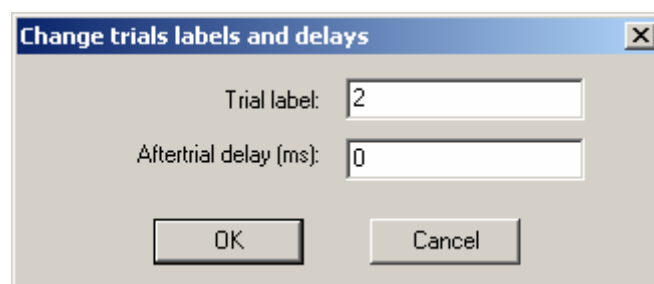 Change trials labels and delays
Trial label: 2
Aftertrial delay (ms): 0
OK Cancel